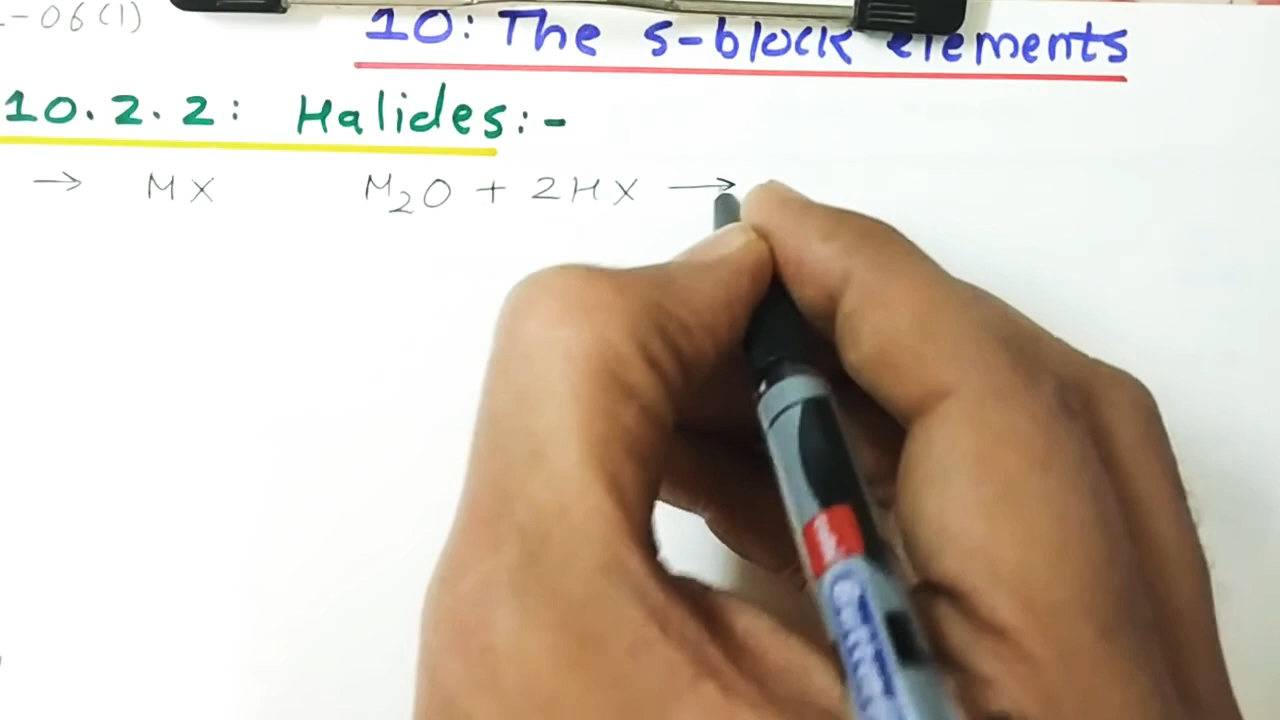 -06(1)
10: The s-block elements
10.2.2: Halides:-
→ MX M₂O + 2HX →